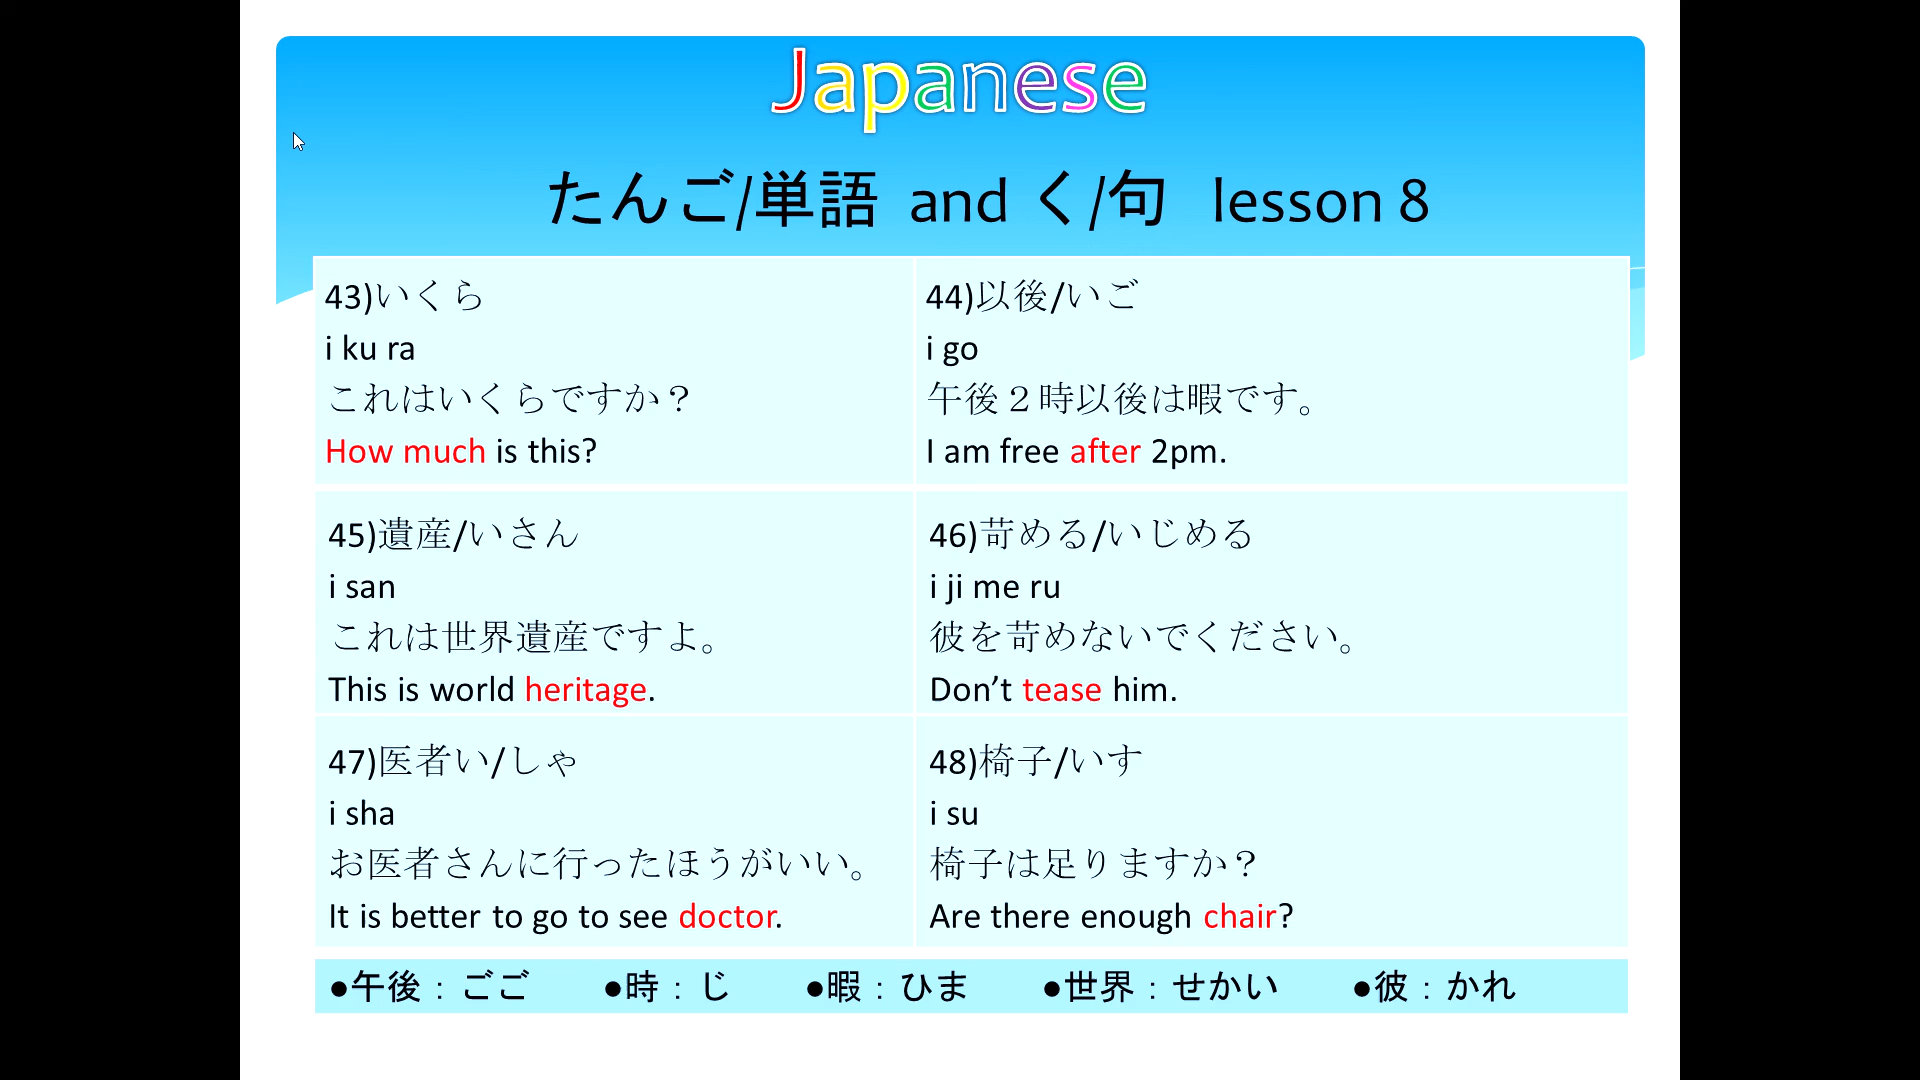 Japanese
たんご/単語 and く/句 lesson 8
43)いくら
i ku ra
これはいくらですか？
How much is this?
44)以後/いご
i go
午後２時以後は暇です。
I am free after 2pm.
45)遺産/いさん
i san
これは世界遺産ですよ。
This is world heritage.
46)苛める/いじめる
i ji me ru
彼を苛めないでください。
Don’t tease him.
47)医者い/しゃ
i sha
お医者さんに行ったほうがいい。
It is better to go to see doctor.
48)椅子/いす
i su
椅子は足りますか？
Are there enough chair?
●午後：ごご ●時：じ ●暇：ひま ●世界：せかい ●彼：かれ